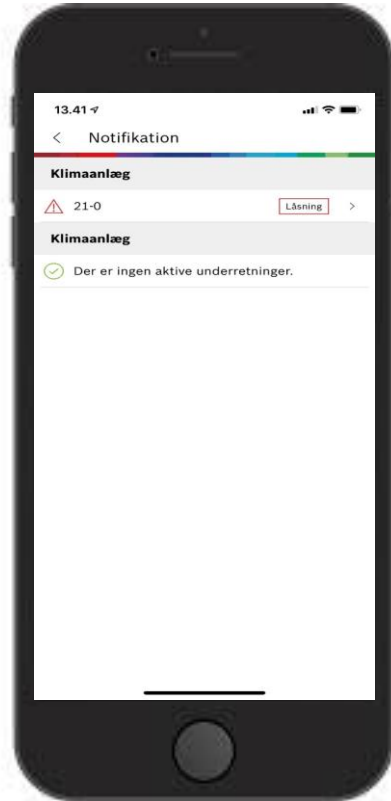 13.41
< Notifikation
Klimaanlæg
21-0 Låsning >
Klimaanlæg
Der er ingen aktive underretninger.